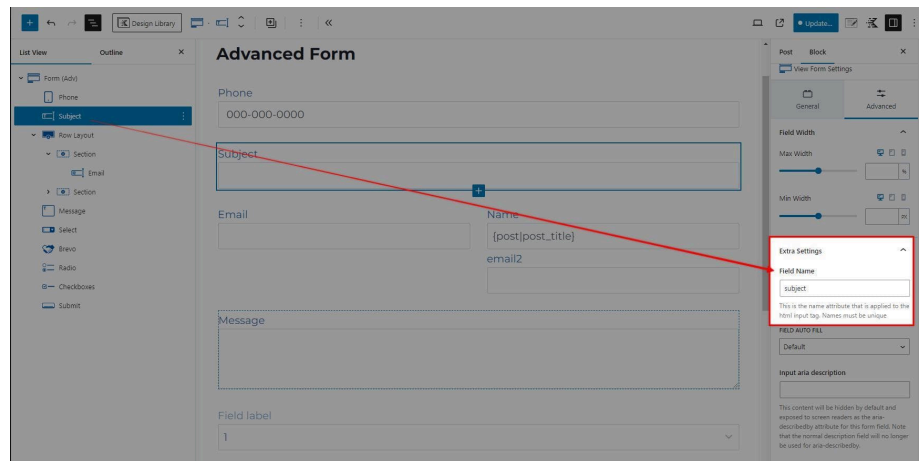 Design Library
Update...
List View
Outline
Form (Adv)
Phone
Subject
Row Layout
Section
Email
Section
Message
Select
Brevo
Radio
Checkboxes
Submit
Advanced Form
Phone
000-000-0000
Subject
Email
Name
{post|post_title}
email2
Message
Field label
1
Post
Block
View Form Settings
General
Advanced
Field Width
Max Width
%
Min Width
px
Extra Settings
Field Name
subject
This is the name attribute that is applied to the
html input tag. Names must be unique
FIELD AUTO FILL
Default
Input aria description
This content will be hidden by default and
exposed to screen readers as the aria-
describedby attribute for this form field. Note
that the normal description field will no longer
be used for aria-describedby.